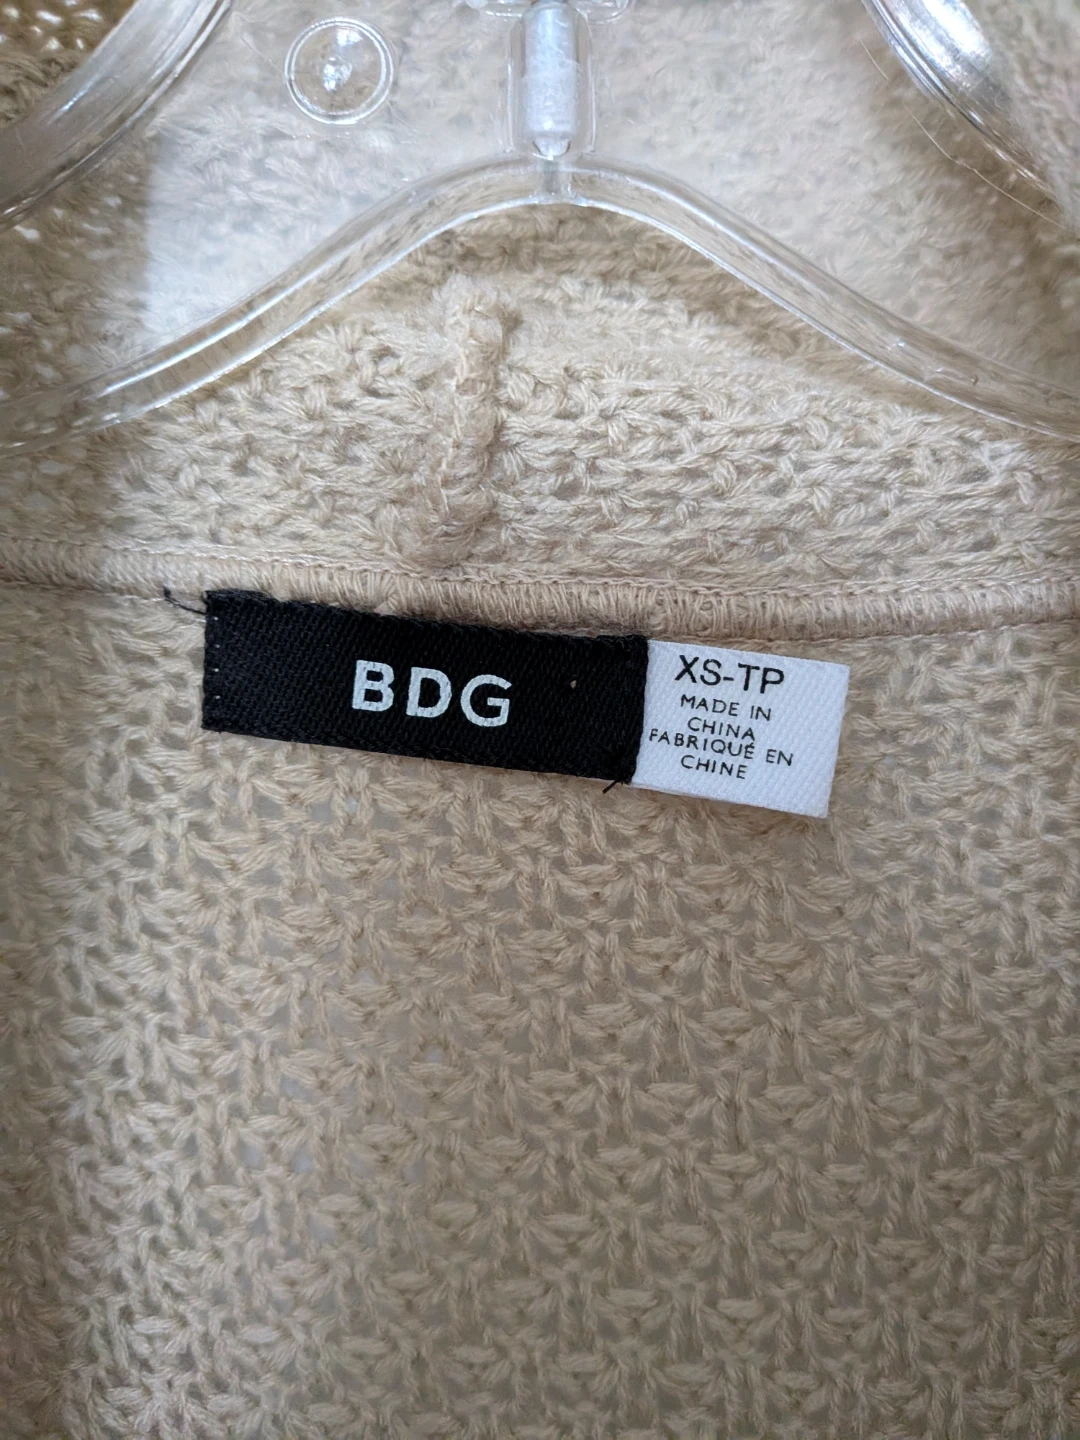 BDG
XS-TP
MADE IN
CHINA
FABRIQUÉ EN
CHINE